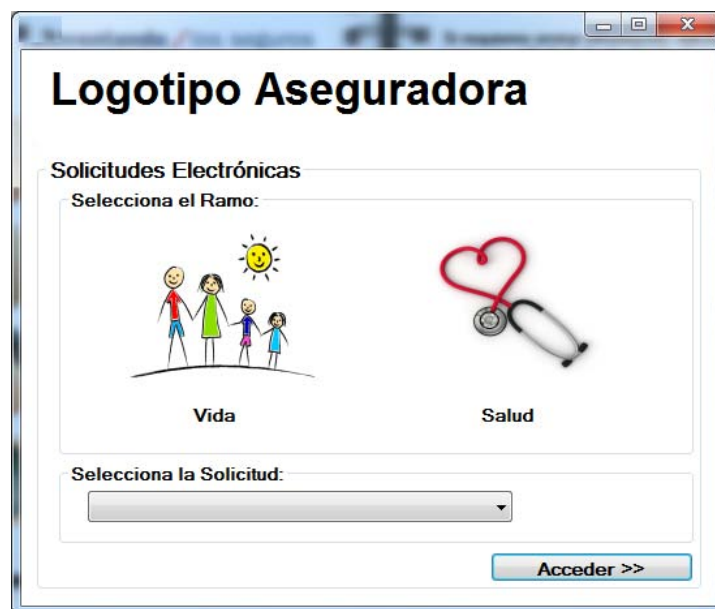 Logotipo Aseguradora
Solicitudes Electrónicas
Selecciona el Ramo:
Vida
Salud
Selecciona la Solicitud:
Acceder >>